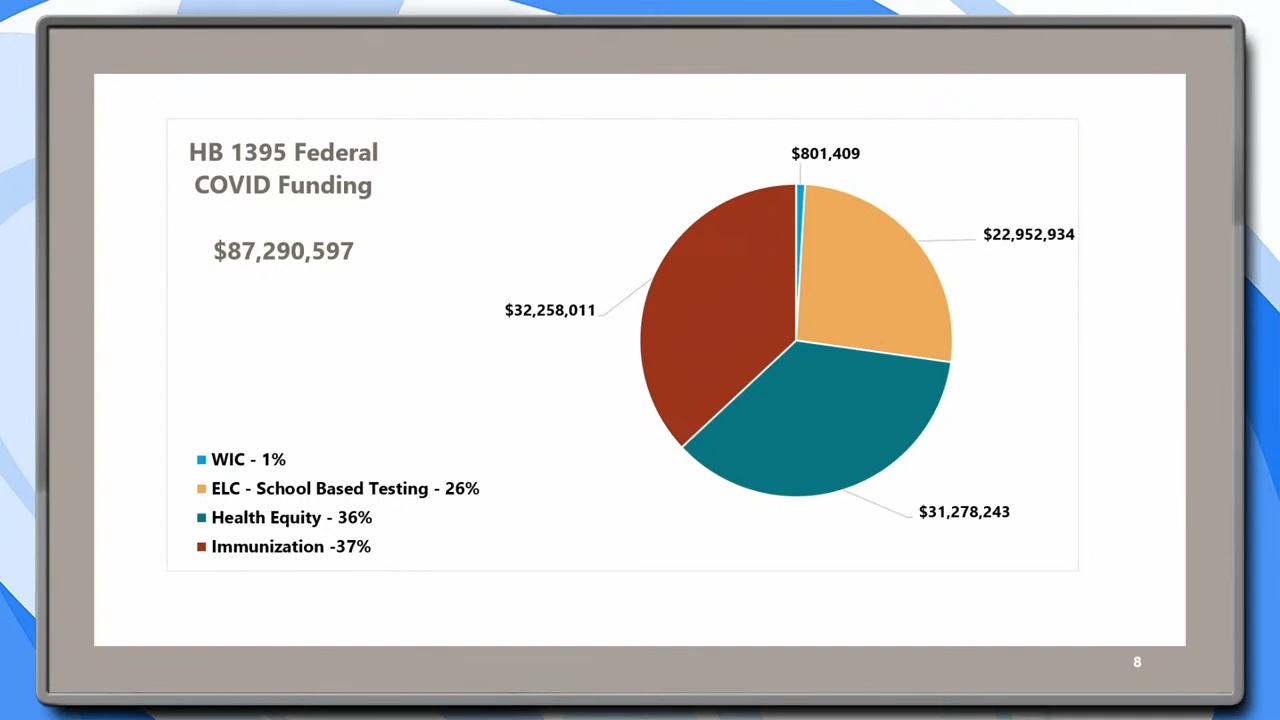 HB 1395 Federal
COVID Funding
$87,290,597
$801,409
$22,952,934
$32,258,011
$31,278,243
WIC - 1%
ELC - School Based Testing - 26%
Health Equity - 36%
Immunization -37%
8